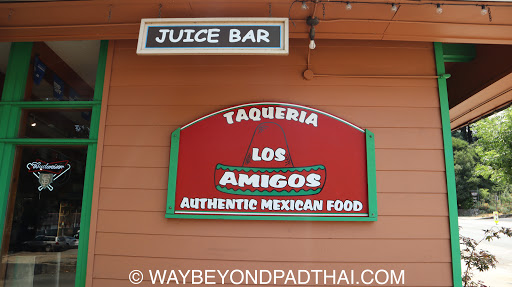 JUICE BAR
TAQUERIA
LOS
AMIGOS
AUTHENTIC MEXICAN FOOD
Budweiser
© WAYBEYONDPADTHAI.COM